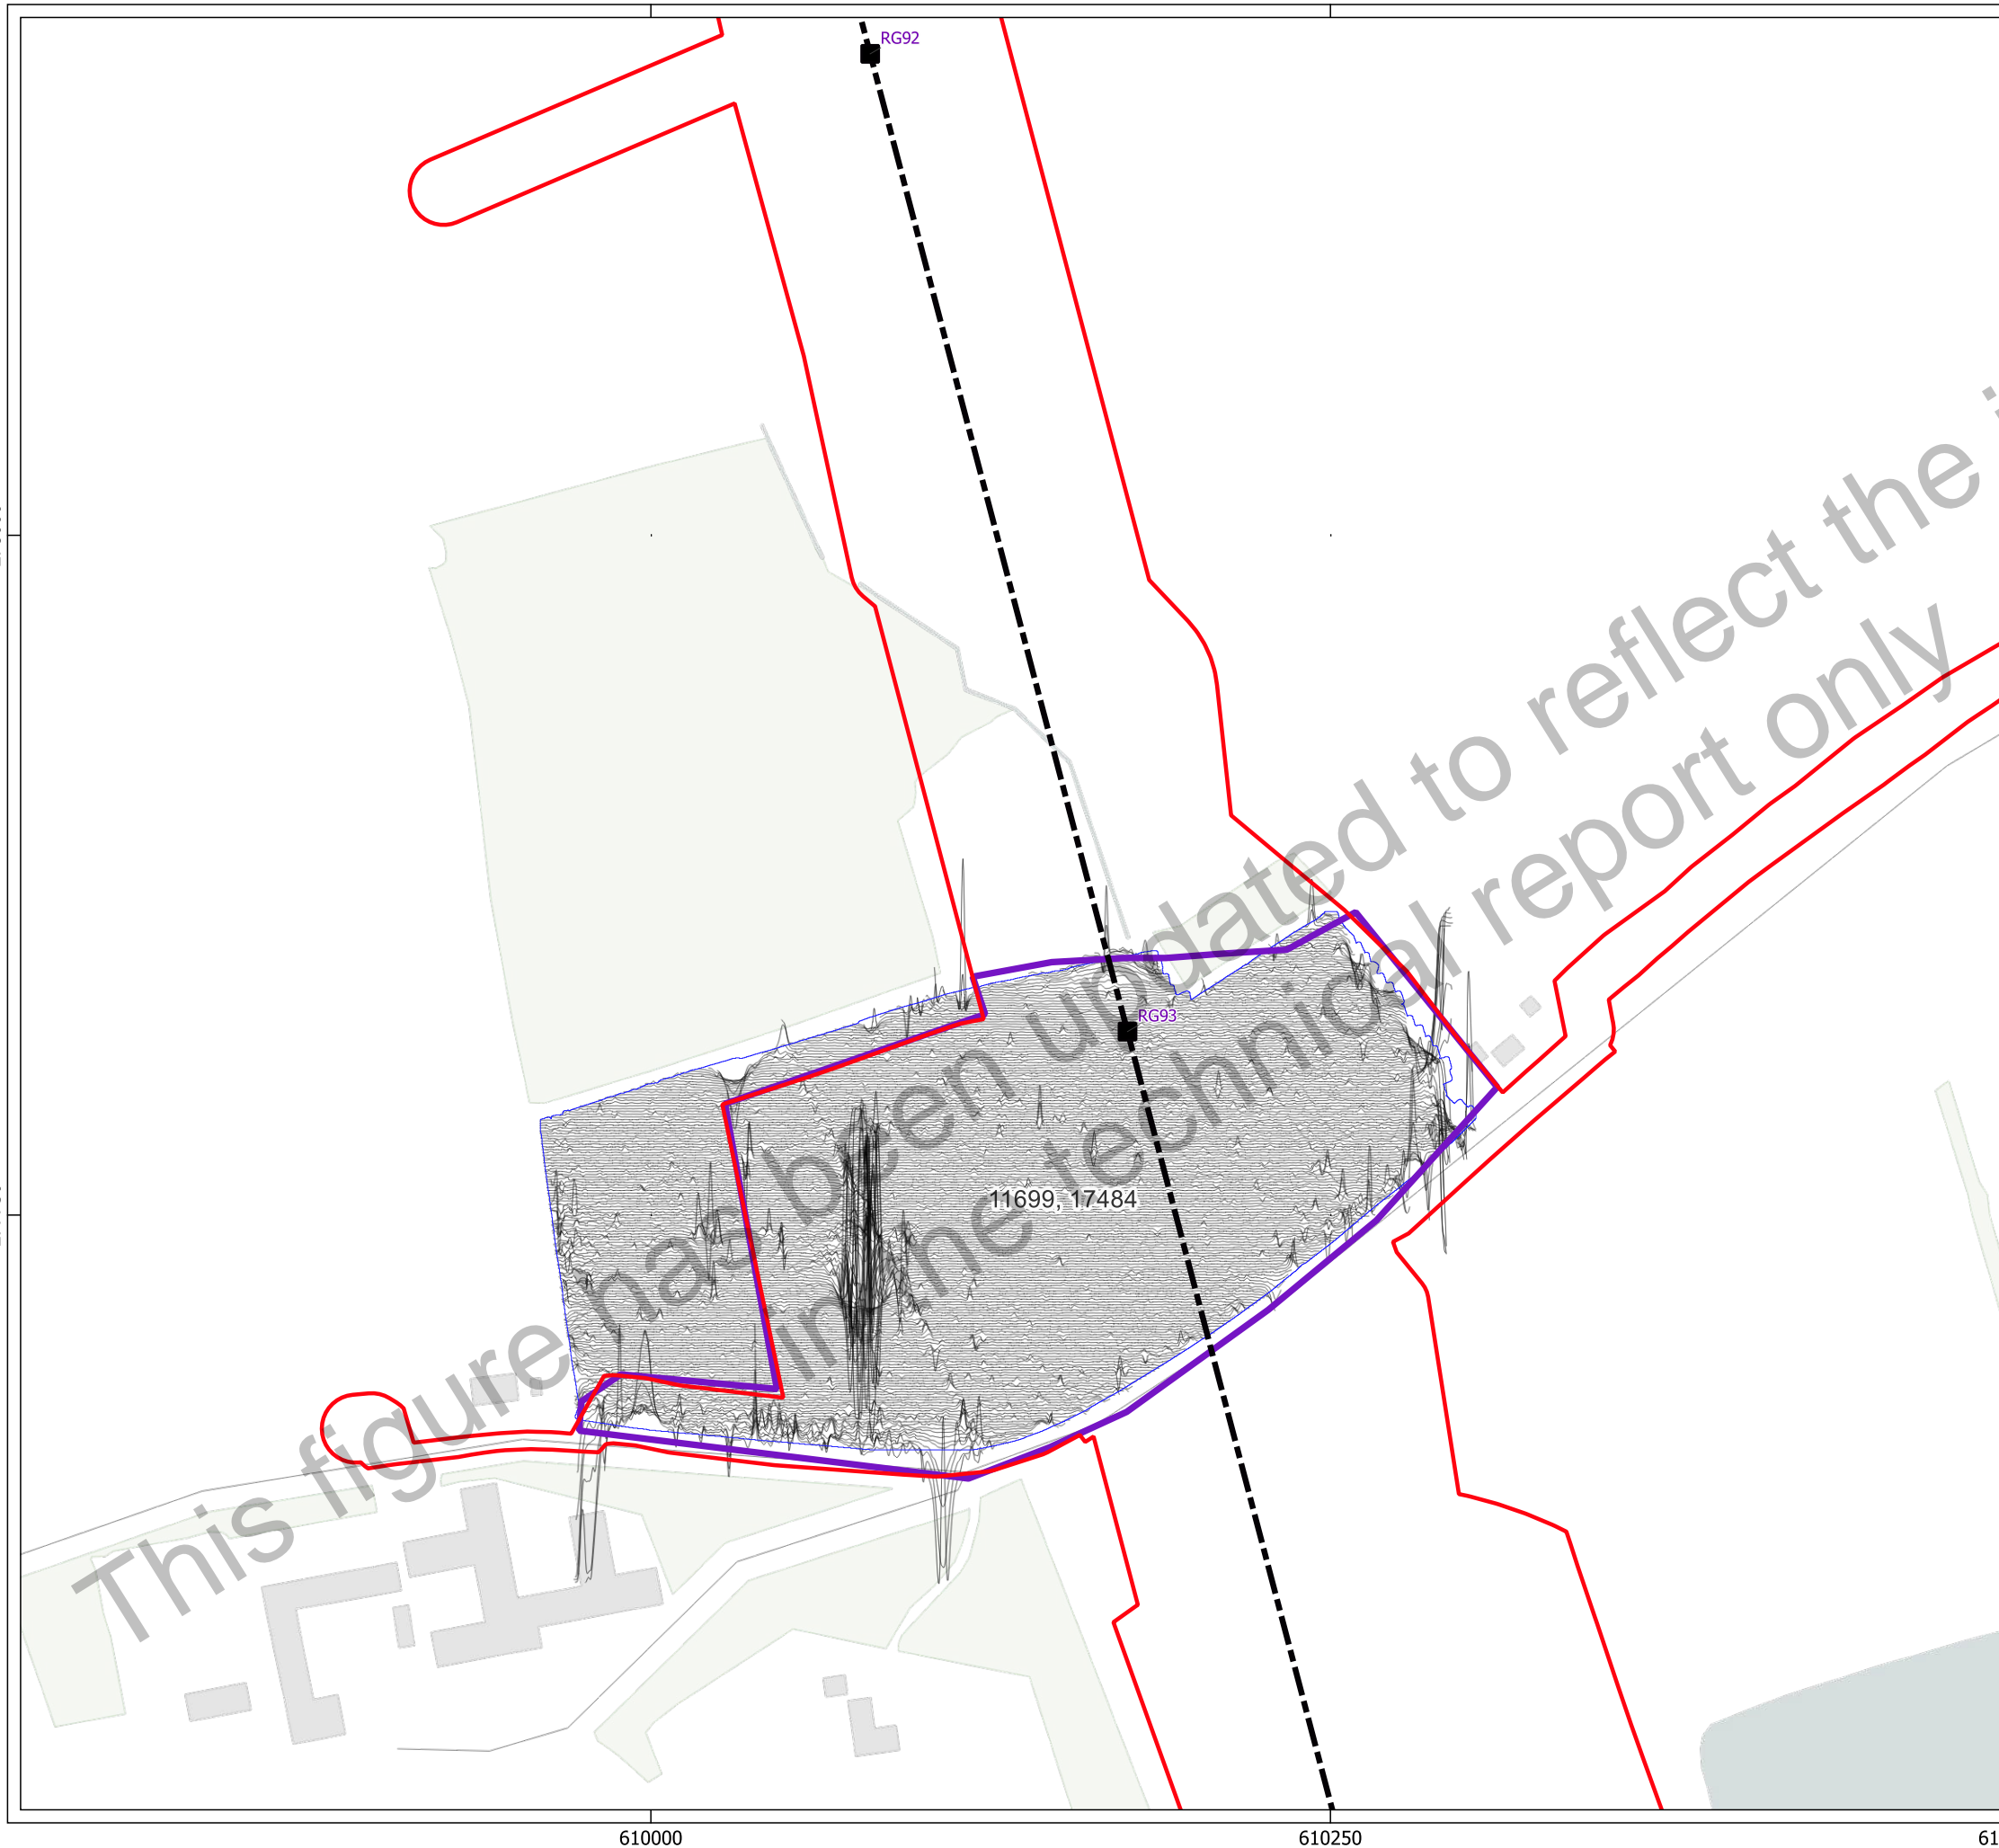 RG92
This figure has been updated to reflect the
in the technical report only
RG93
11699, 17484
610000
610250